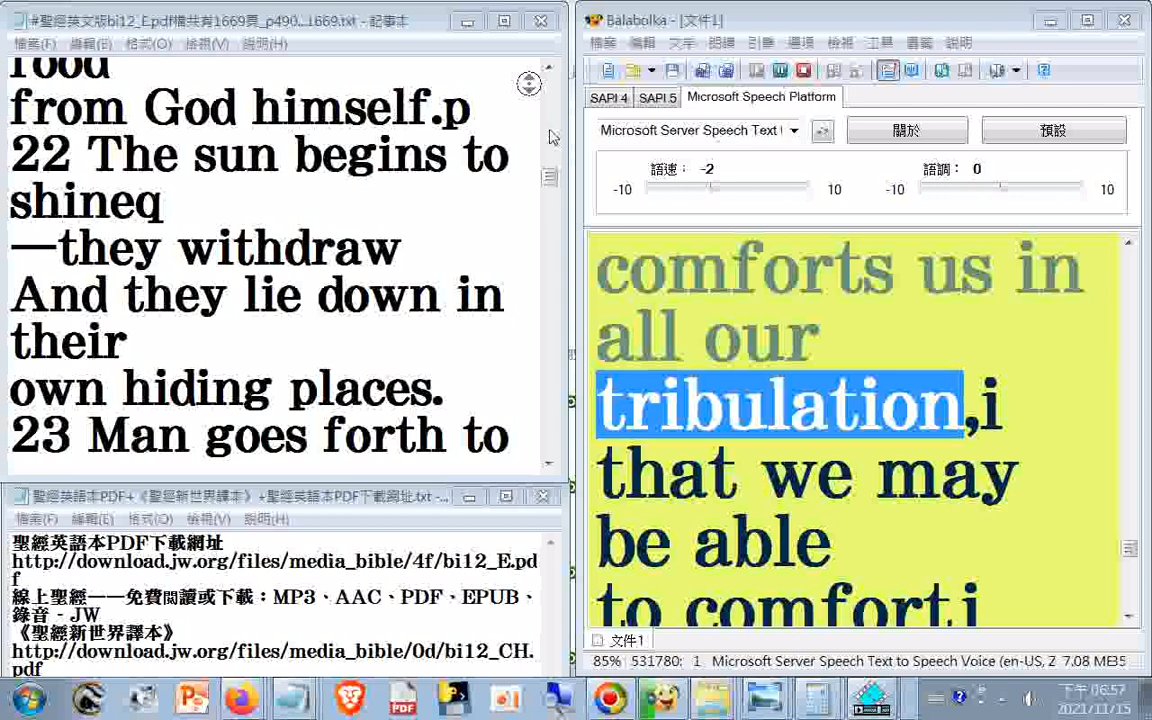 #聖經英文版bi12_E.pdf檔共有1669頁_p490...1669.txt - 記事本
檔案(F) 編輯(E) 格式(O) 檢視(V) 說明(H)
food
from God himself.p
22 The sun begins to
shineq
—they withdraw
And they lie down in
their
own hiding places.
23 Man goes forth to
聖經英語本PDF+《聖經新世界譯本》+聖經英語本PDF下載網址.txt - ...
檔案(F) 編輯(E) 格式(O) 檢視(V) 說明(H)
聖經英語本PDF下載網址
http://download.jw.org/files/media_bible/4f/bi12_E.pd
f
線上聖經——免費閱讀或下載：MP3、AAC、PDF、EPUB、
錄音 - JW
《聖經新世界譯本》
http://download.jw.org/files/media_bible/0d/bi12_CH.
pdf
Balabolka - [文件1]
檔案 編輯 文字 朗讀 引擎 選項 檢視 工具 書籤 說明
SAPI 4 SAPI 5 Microsoft Speech Platform
Microsoft Server Speech Text 關於 預設
語速： -2 語調： 0
-10 10 -10 10
comforts us in
all our
tribulation,i
that we may
be able
to comfort,j
文件1
85% 531780: 1 Microsoft Server Speech Text to Speech Voice (en-US, Z 7.08 MB
下午 06:57
2021/11/15